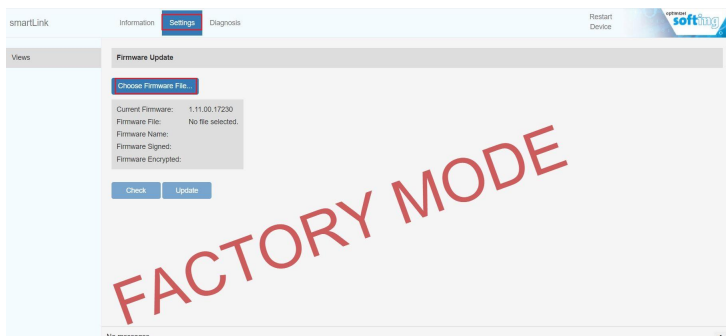 smartLink
Information
Settings
Diagnosis
Restart
Device
optimize!
softing
Views
Firmware Update
Choose Firmware File...
Current Firmware: 1.11.00.17230
Firmware File: No file selected.
Firmware Name:
Firmware Signed:
Firmware Encrypted:
Check
Update
FACTORY MODE
No messages